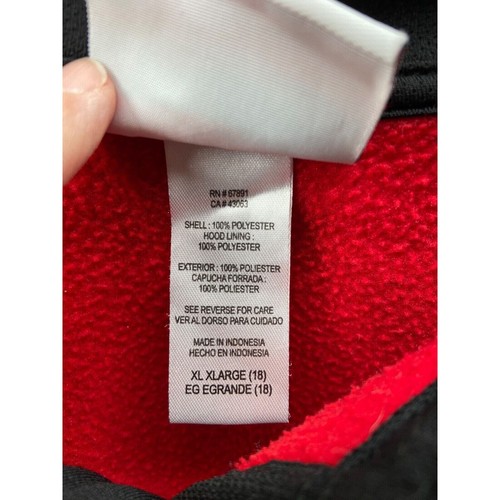 RN # 67891
CA # 43063
SHELL : 100% POLYESTER
HOOD LINING :
100% POLYESTER
EXTERIOR : 100% POLIESTER
CAPUCHA FORRADA :
100% POLIESTER
SEE REVERSE FOR CARE
VER AL DORSO PARA CUIDADO
MADE IN INDONESIA
HECHO EN INDONESIA
XL XLARGE (18)
EG EGRANDE (18)